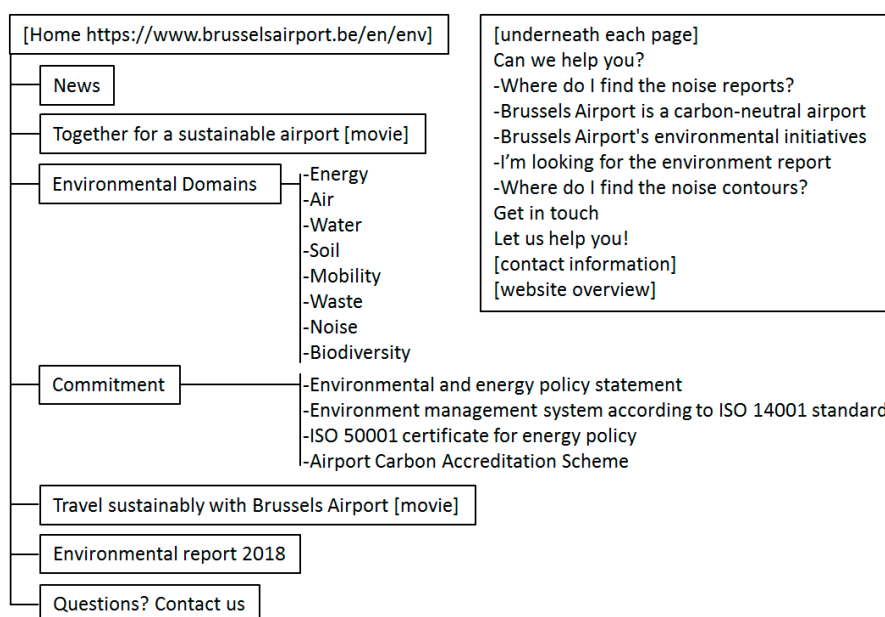 [Home https://www.brusselsairport.be/en/env]
News
Together for a sustainable airport [movie]
Environmental Domains
-Energy
-Air
-Water
-Soil
-Mobility
-Waste
-Noise
-Biodiversity
Commitment
-Environmental and energy policy statement
-Environment management system according to ISO 14001 standard
-ISO 50001 certificate for energy policy
-Airport Carbon Accreditation Scheme
Travel sustainably with Brussels Airport [movie]
Environmental report 2018
Questions? Contact us
[underneath each page]
Can we help you?
-Where do I find the noise reports?
-Brussels Airport is a carbon-neutral airport
-Brussels Airport's environmental initiatives
-I’m looking for the environment report
-Where do I find the noise contours?
Get in touch
Let us help you!
[contact information]
[website overview]